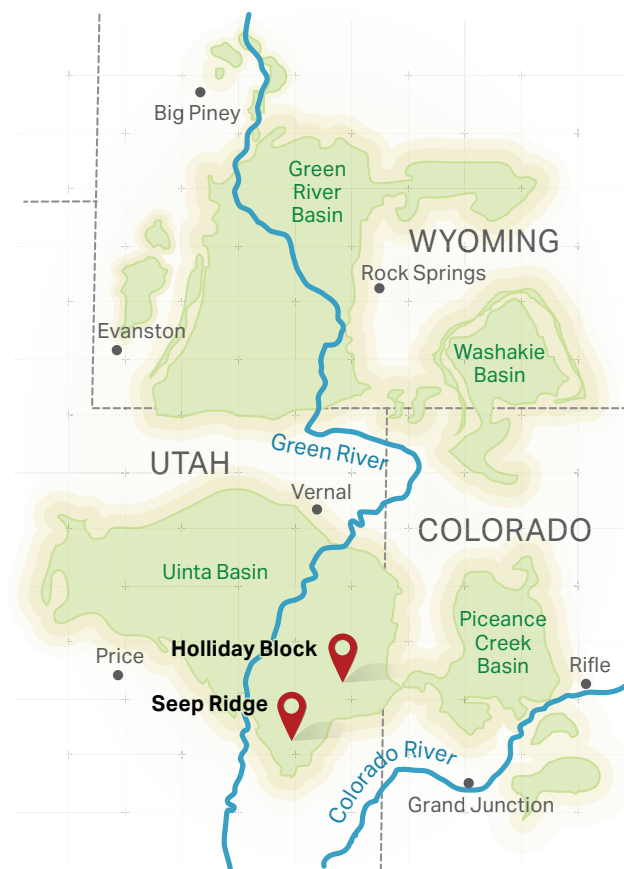 Big Piney
Green
River
Basin
WYOMING
Rock Springs
Evanston
Washakie
Basin
Green River
UTAH
Vernal
COLORADO
Uinta Basin
Piceance
Creek
Basin
Holliday Block
Price
Rifle
Seep Ridge
Colorado River
Grand Junction